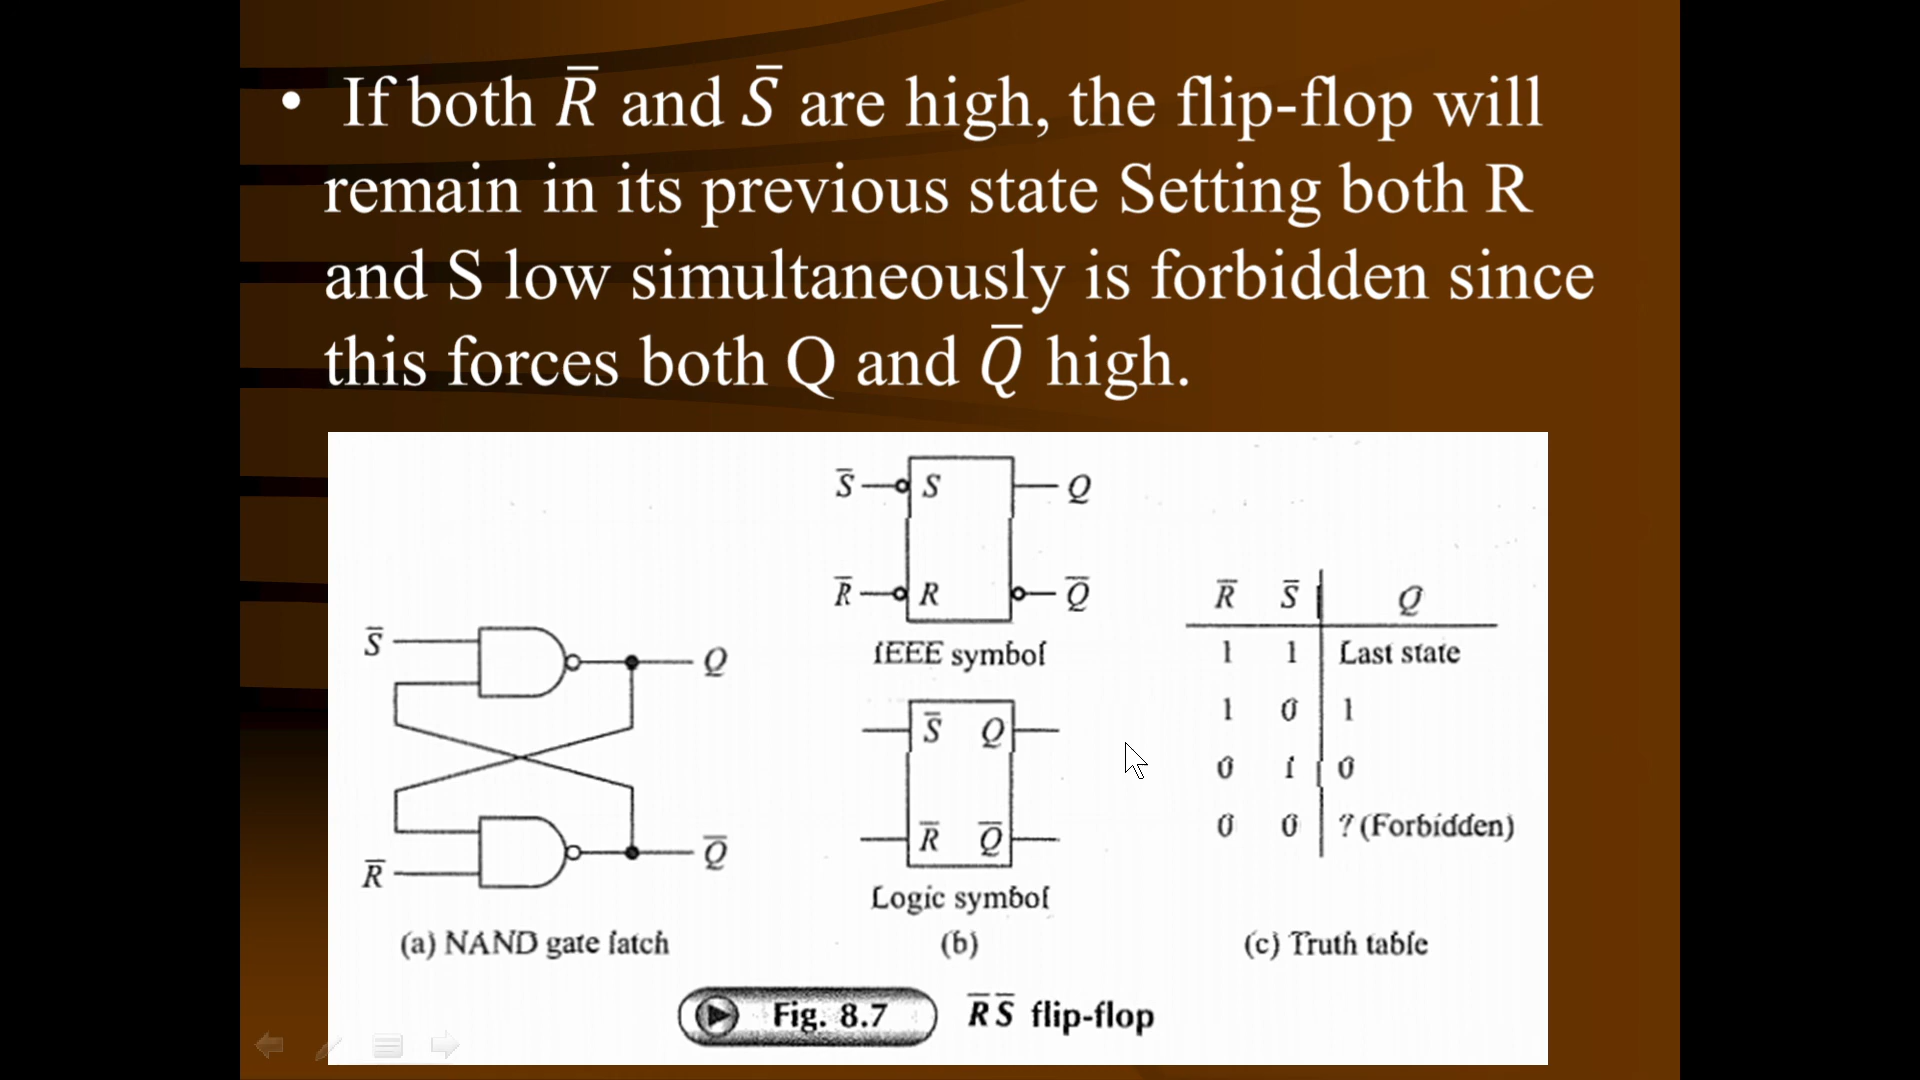 • If both R̅ and S̅ are high, the flip-flop will
remain in its previous state Setting both R
and S low simultaneously is forbidden since
this forces both Q and Q̅ high.
S̅
Q
R̅
Q̅
(a) NAND gate latch
S̅ S Q
R̅ R Q̅
IEEE symbol
S̅ Q
R̅ Q̅
Logic symbol
(b)
R̅ S̅ Q
1 1 Last state
1 0 1
0 1 0
0 0 ? (Forbidden)
(c) Truth table
Fig. 8.7 R̅ S̅ flip-flop